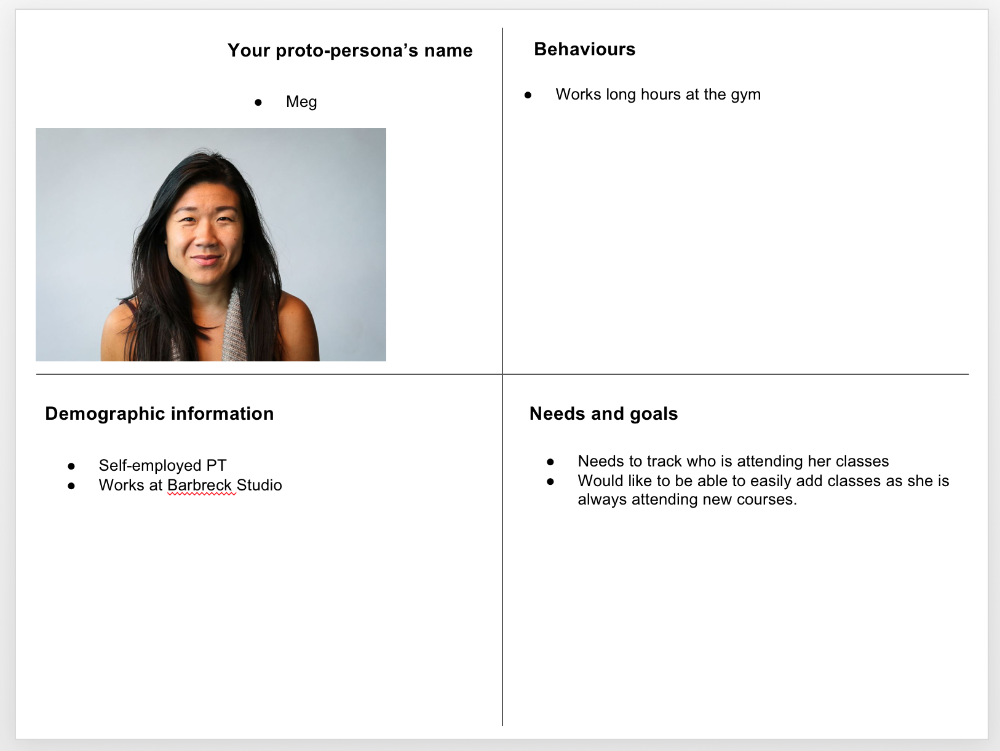 Your proto-persona’s name
● Meg
Behaviours
● Works long hours at the gym
Demographic information
● Self-employed PT
● Works at Barbreck Studio
Needs and goals
● Needs to track who is attending her classes
● Would like to be able to easily add classes as she is
always attending new courses.